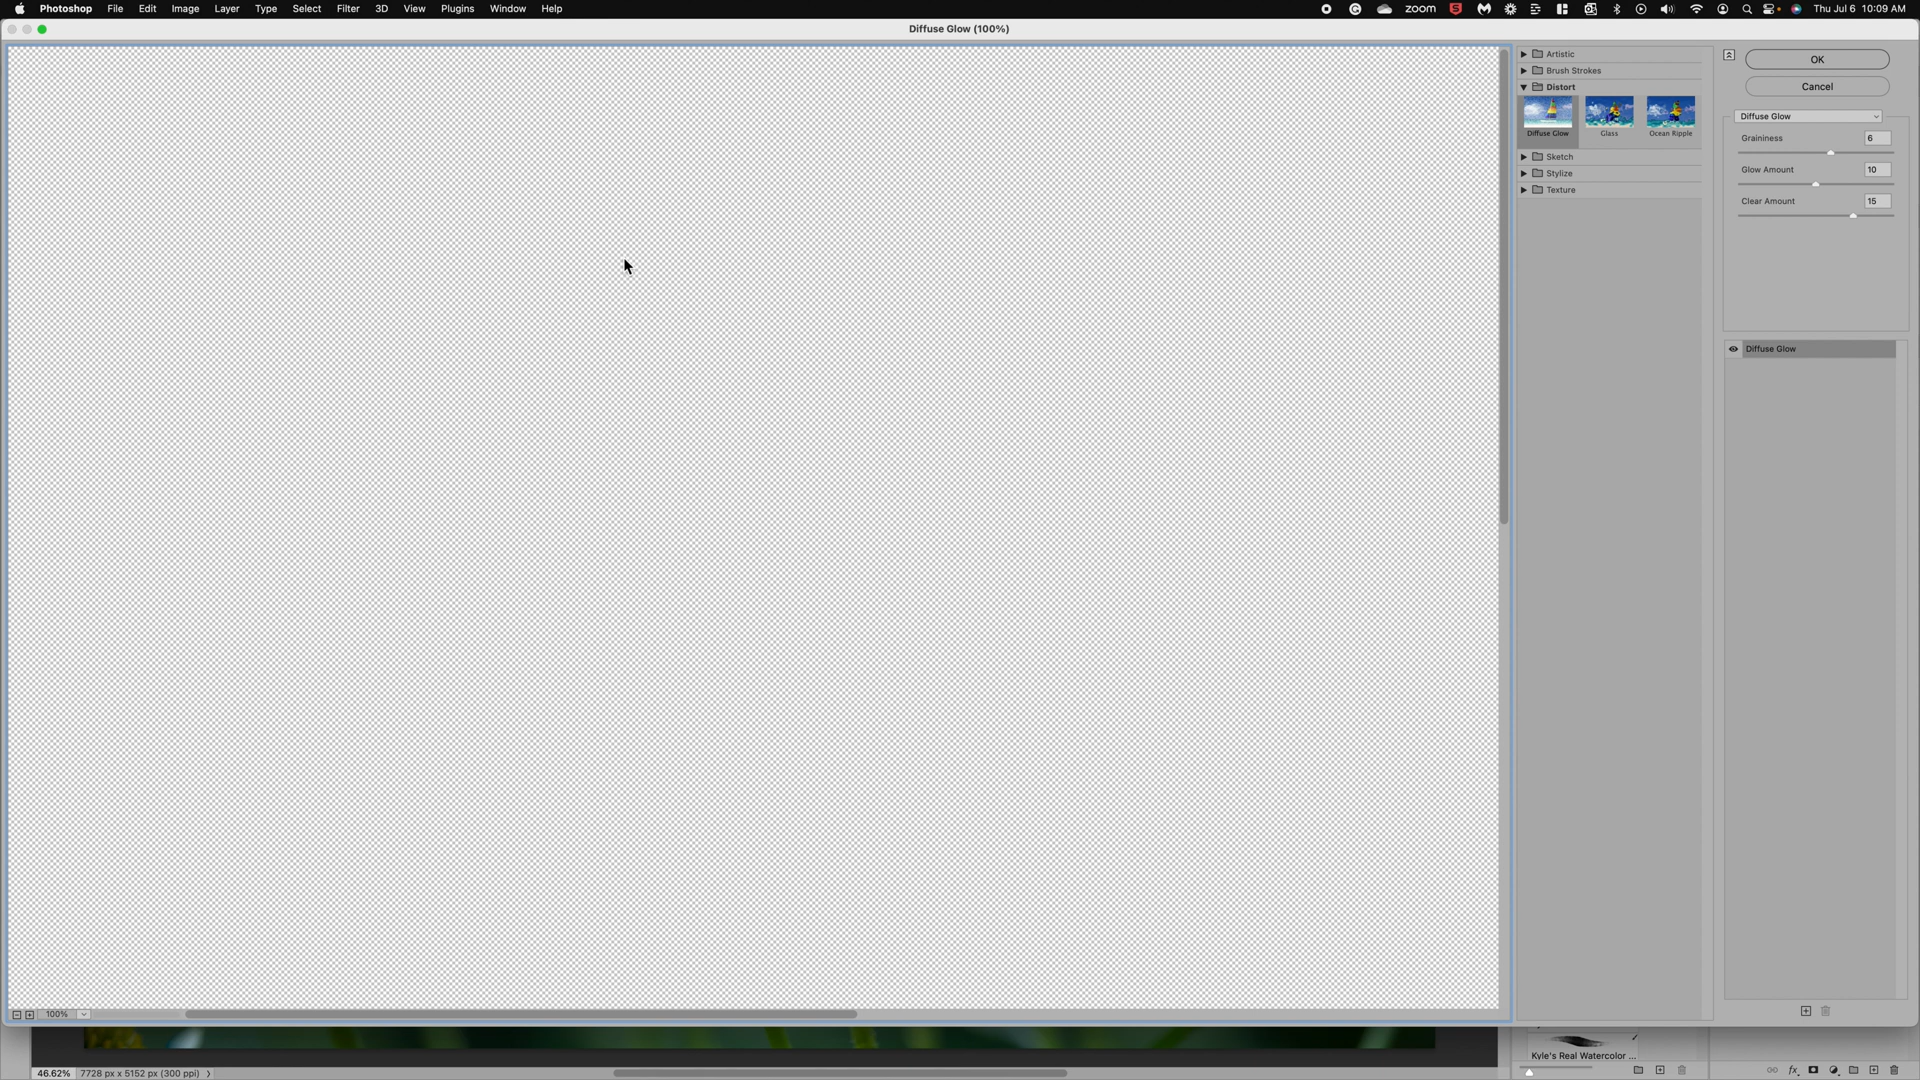 Photoshop File Edit Image Layer Type Select Filter 3D View Plugins Window Help zoom Thu Jul 6 10:09 AM
Diffuse Glow (100%)
Artistic
Brush Strokes
Distort
Diffuse Glow Glass Ocean Ripple
Sketch
Stylize
Texture
OK
Cancel
Diffuse Glow
Graininess 6
Glow Amount 10
Clear Amount 15
Diffuse Glow
100%
Kyle's Real Watercolor ...
46.62% 7728 px x 5152 px (300 ppi)
fx